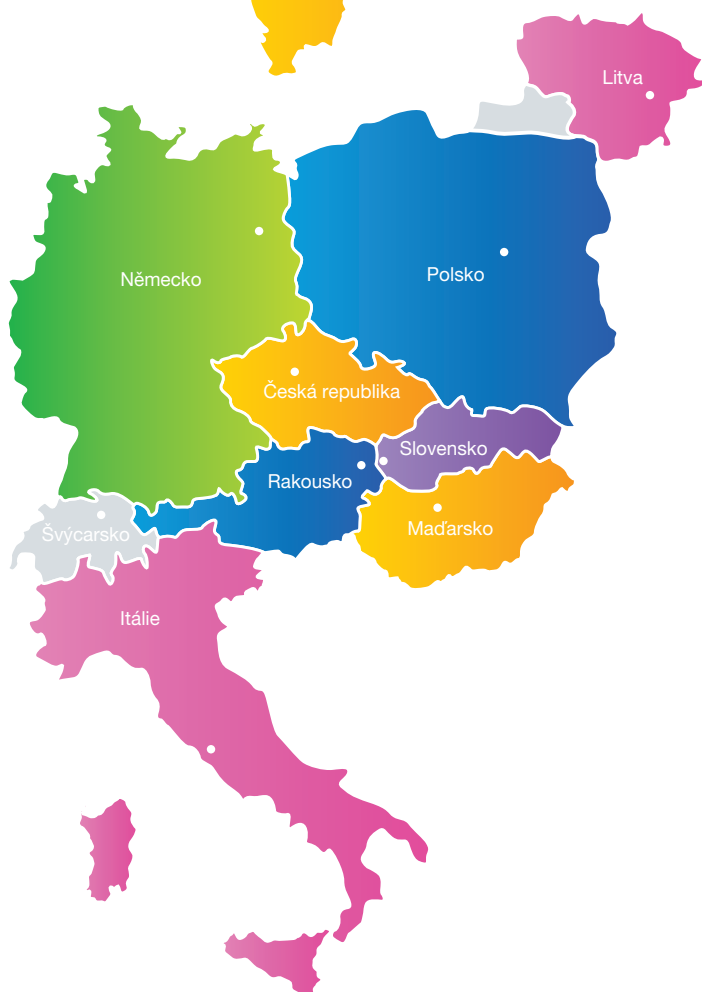 Litva
Německo
Polsko
Česká republika
Slovensko
Rakousko
Maďarsko
Švýcarsko
Itálie